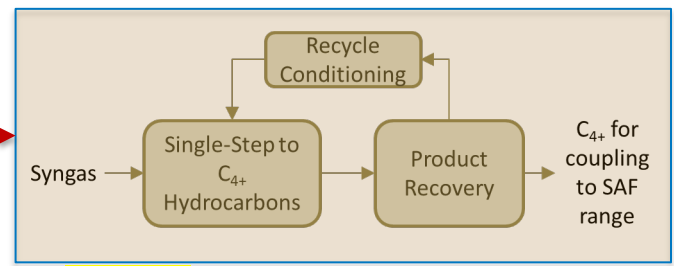 Recycle
Conditioning
Syngas
Single-Step to
C₄₊
Hydrocarbons
Product
Recovery
C₄₊ for
coupling
to SAF
range